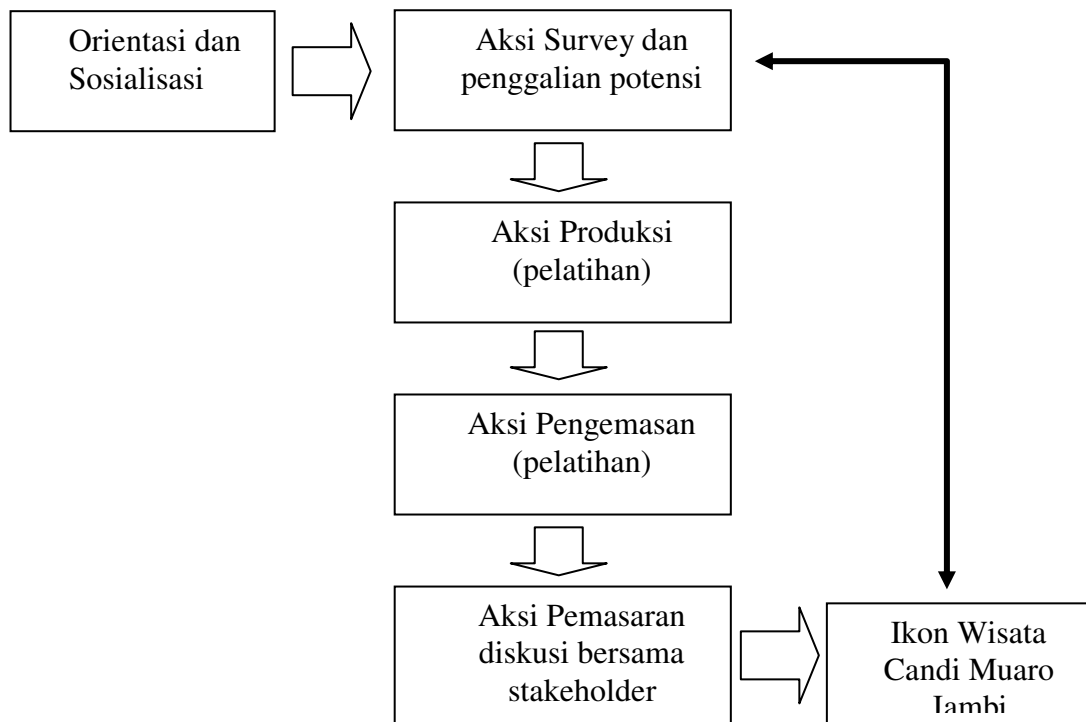 Orientasi dan
Sosialisasi
Aksi Survey dan
penggalian potensi
Aksi Produksi
(pelatihan)
Aksi Pengemasan
(pelatihan)
Aksi Pemasaran
diskusi bersama
stakeholder
Ikon Wisata
Candi Muaro
Jambi